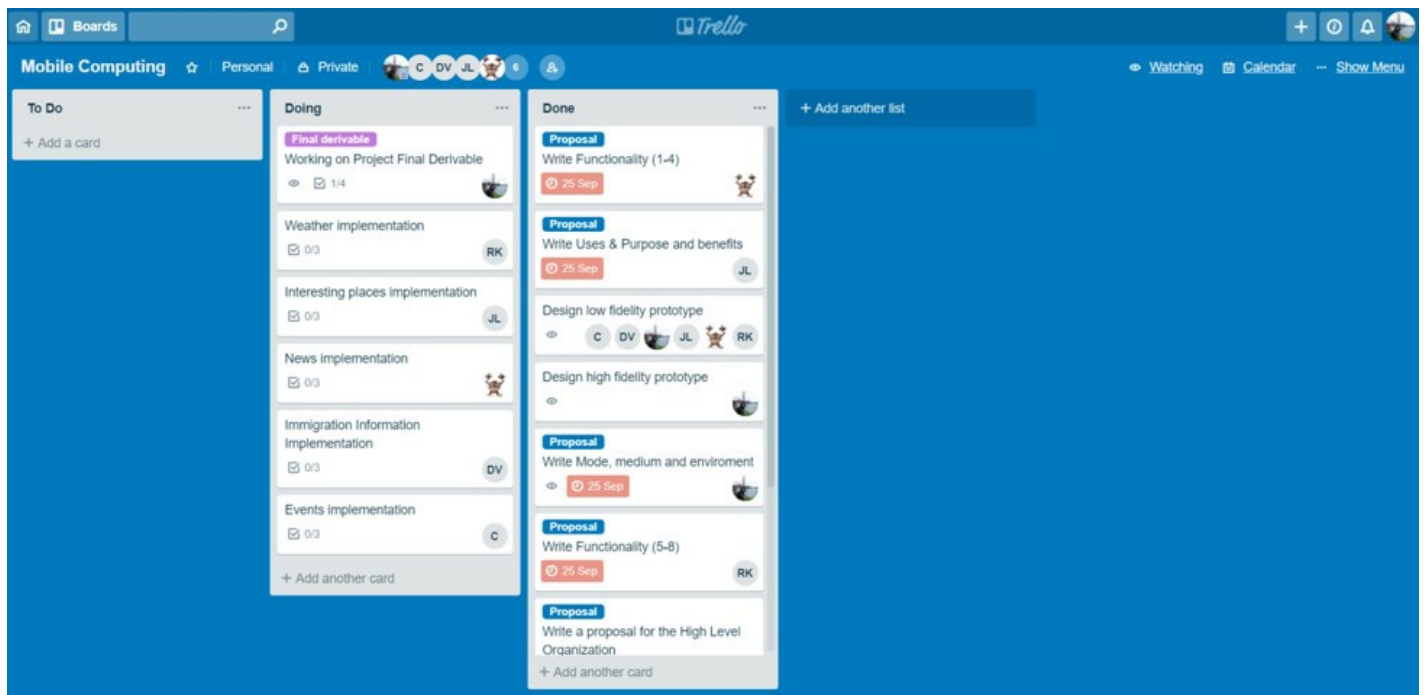 Boards
Trello
Mobile Computing
Personal
Private
C
DV
JL
6
Watching
Calendar
Show Menu
To Do
+ Add a card
Doing
Final derivable
Working on Project Final Derivable
1/4
Weather implementation
0/3
RK
Interesting places implementation
0/3
JL
News implementation
0/3
Immigration Information
Implementation
0/3
DV
Events implementation
0/3
C
+ Add another card
Done
Proposal
Write Functionality (1-4)
25 Sep
Proposal
Write Uses & Purpose and benefits
25 Sep
JL
Design low fidelity prototype
C DV JL RK
Design high fidelity prototype
Proposal
Write Mode, medium and enviroment
25 Sep
Proposal
Write Functionality (5-8)
25 Sep
RK
Proposal
Write a proposal for the High Level
Organization
+ Add another card
+ Add another list